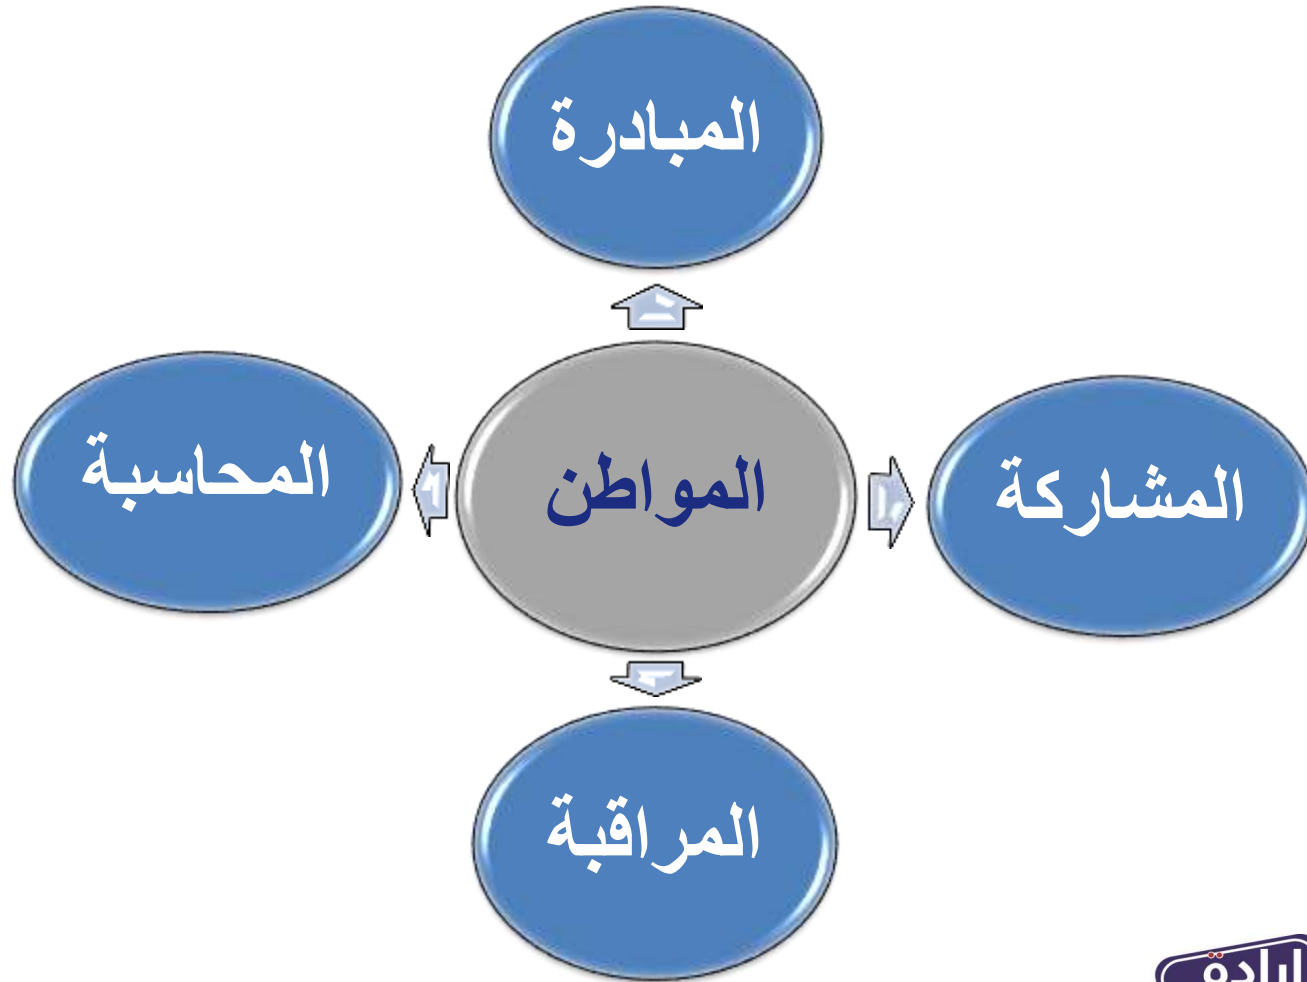 المبادرة
المشاركة
المواطن
المحاسبة
المراقبة